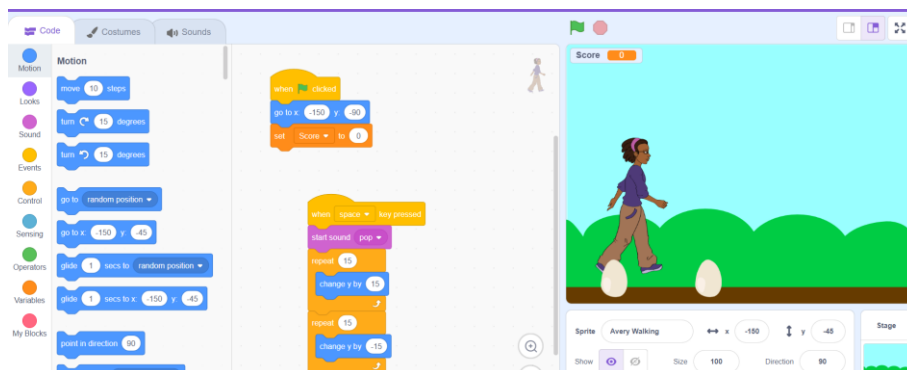 Code Costumes Sounds
Motion
Looks
Sound
Events
Control
Sensing
Operators
Variables
My Blocks
Motion
move 10 steps
turn 15 degrees
turn 15 degrees
go to random position
go to x: -150 y: -45
glide 1 secs to random position
glide 1 secs to x: -150 y: -45
point in direction 90
when clicked
go to x: -150 y: -90
set Score to 0
when space key pressed
start sound pop
repeat 15
change y by 15
repeat 15
change y by -15
Score 0
Sprite Avery Walking x -150 y -45
Show Size 100 Direction 90
Stage